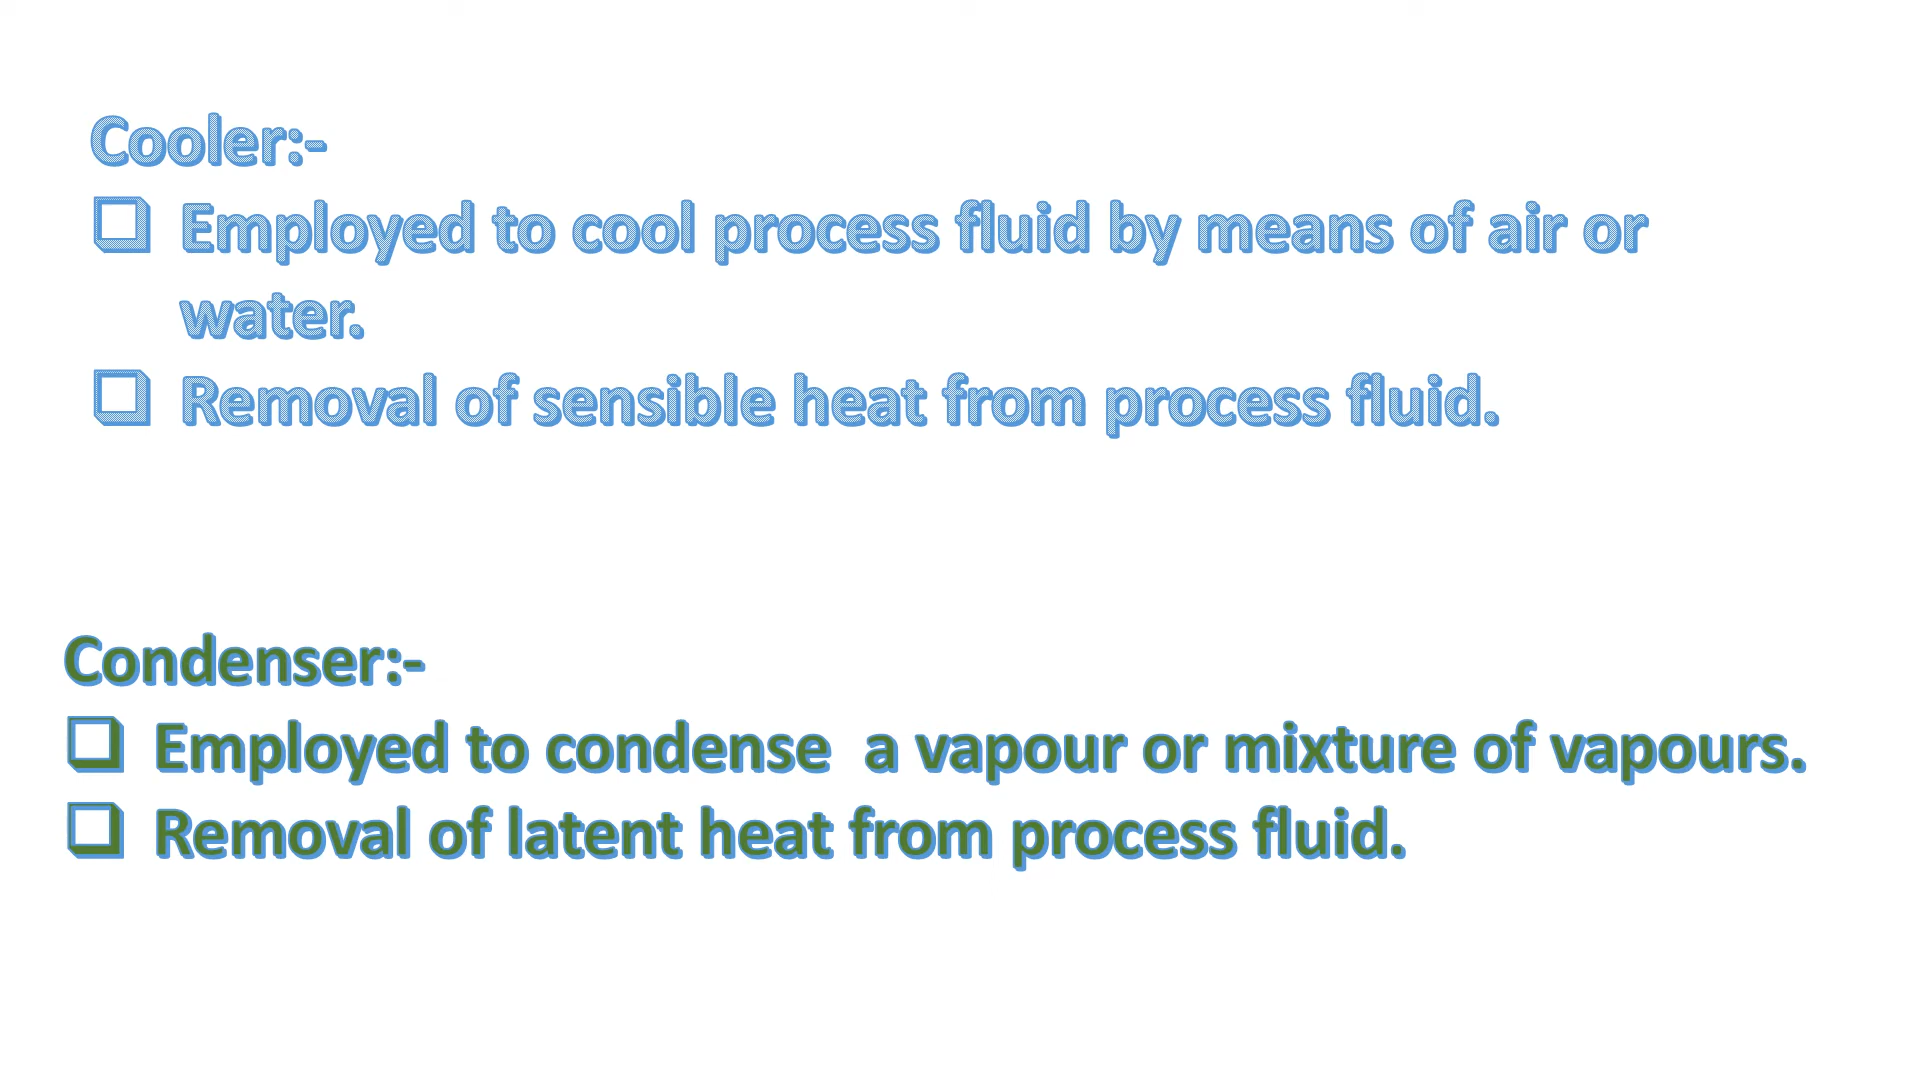 Cooler:-
❑ Employed to cool process fluid by means of air or
water.
❑ Removal of sensible heat from process fluid.
Condenser:-
❑ Employed to condense  a vapour or mixture of vapours.
❑ Removal of latent heat from process fluid.